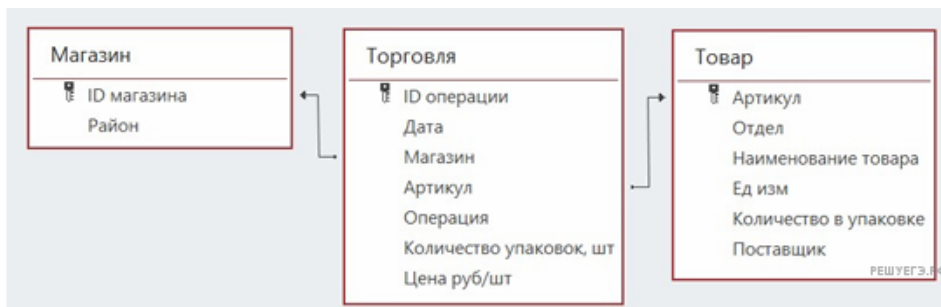 Магазин
ID магазина
Район
Торговля
ID операции
Дата
Магазин
Артикул
Операция
Количество упаковок, шт
Цена руб/шт
Товар
Артикул
Отдел
Наименование товара
Ед изм
Количество в упаковке
Поставщик
РЕШУЕГЭ.РФ